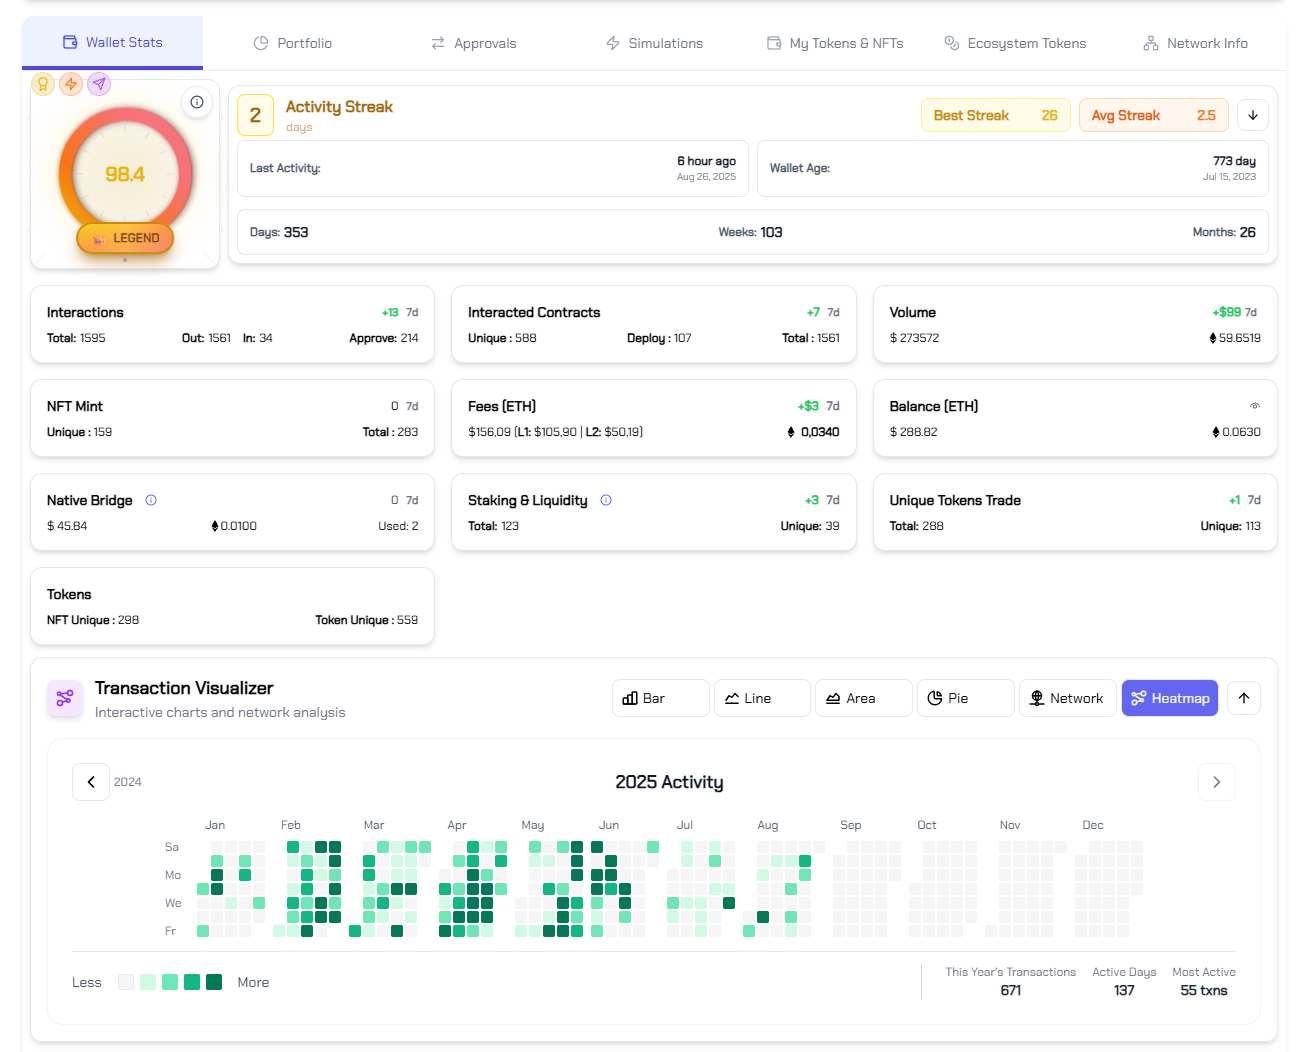 Wallet Stats
Portfolio
Approvals
Simulations
My Tokens & NFTs
Ecosystem Tokens
Network Info
98.4
LEGEND
2
Activity Streak
days
Best Streak 26
Avg Streak 2.5
Last Activity:
6 hour ago
Aug 26, 2025
Wallet Age:
773 day
Jul 15, 2023
Days: 353
Weeks: 103
Months: 26
Interactions +13 7d
Total: 1595 Out: 1561 In: 34 Approve: 214
Interacted Contracts +7 7d
Unique : 588 Deploy : 107 Total : 1561
Volume +$99 7d
$ 273572 59.6519
NFT Mint 0 7d
Unique : 159 Total : 283
Fees (ETH) +$3 7d
$156,09 (L1: $105,90 | L2: $50,19) 0,0340
Balance (ETH)
$ 288.82 0.0630
Native Bridge 0 7d
$ 45.84 0.0100 Used: 2
Staking & Liquidity +3 7d
Total: 123 Unique: 39
Unique Tokens Trade +1 7d
Total: 288 Unique: 113
Tokens
NFT Unique : 298 Token Unique : 559
Transaction Visualizer
Interactive charts and network analysis
Bar
Line
Area
Pie
Network
Heatmap
2024
2025 Activity
Jan Feb Mar Apr May Jun Jul Aug Sep Oct Nov Dec
Sa
Mo
We
Fr
Less More
This Year's Transactions
671
Active Days
137
Most Active
55 txns